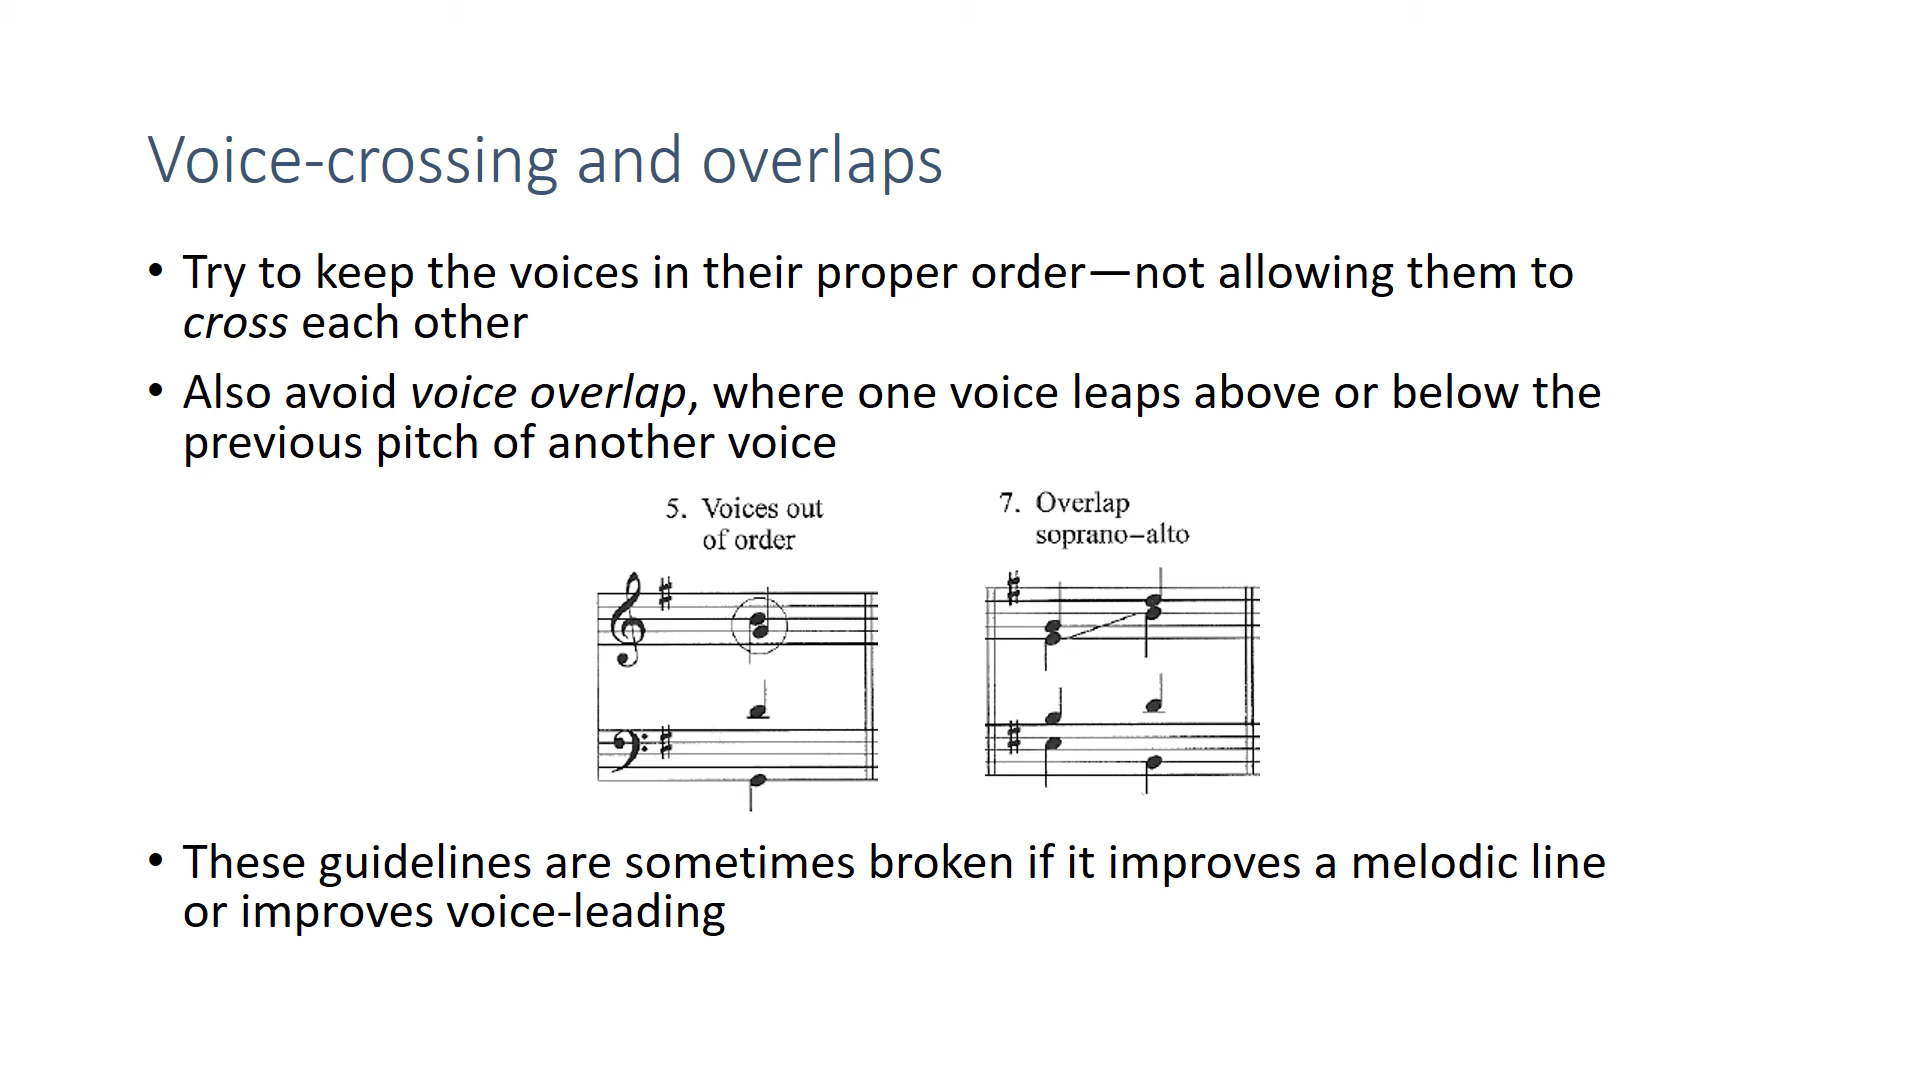 Voice-crossing and overlaps
• Try to keep the voices in their proper order—not allowing them to
cross each other
• Also avoid voice overlap, where one voice leaps above or below the
previous pitch of another voice
5. Voices out
of order
7. Overlap
soprano–alto
• These guidelines are sometimes broken if it improves a melodic line
or improves voice-leading